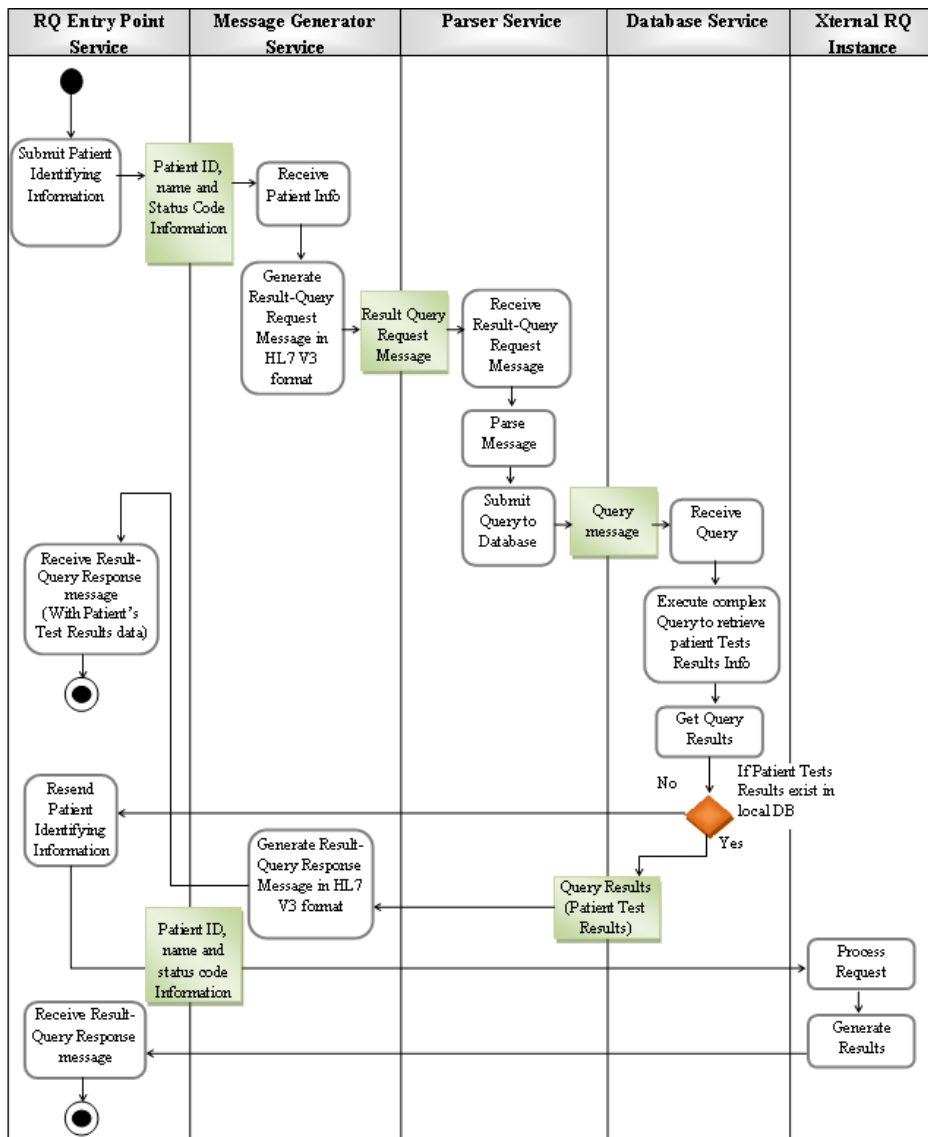 RQ Entry Point
Service
Message Generator
Service
Parser Service
Database Service
Xternal RQ
Instance
Submit Patient
Identifying
Information
Patient ID,
name and
Status Code
Information
Receive
Patient Info
Generate
Result-Query
Request
Message in
HL7 V3
format
Result Query
Request
Message
Receive
Result-Query
Request
Message
Parse
Message
Submit
Query to
Database
Query
message
Receive
Query
Receive Result-
Query Response
message
(With Patient's
Test Results data)
Execute complex
Query to retrieve
patient Tests
Results Info
Get Query
Results
No
If Patient Tests
Results exist in
local DB
Yes
Resend
Patient
Identifying
Information
Generate Result-
Query Response
Message in HL7
V3 format
Query Results
(Patient Test
Results)
Patient ID,
name and
status code
Information
Process
Request
Receive Result-
Query Response
message
Generate
Results